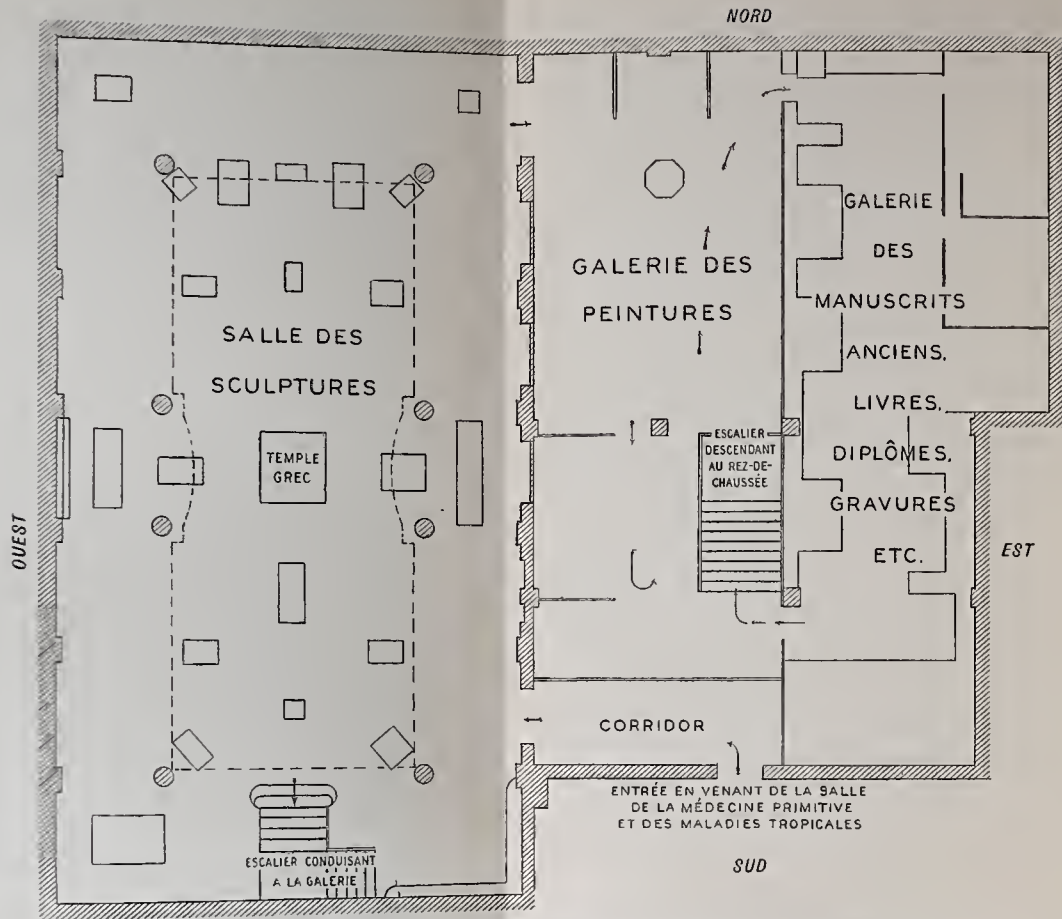 NORD
OUEST
SALLE DES
SCULPTURES
TEMPLE
GREC
ESCALIER CONDUISANT
A LA GALERIE
GALERIE DES
PEINTURES
ESCALIER
DESCENDANT
AU REZ-DE-
CHAUSSÉE
GALERIE
DES
MANUSCRITS
ANCIENS,
LIVRES,
DIPLÔMES,
GRAVURES
ETC.
EST
CORRIDOR
ENTRÉE EN VENANT DE LA SALLE
DE LA MÉDECINE PRIMITIVE
ET DES MALADIES TROPICALES
SUD